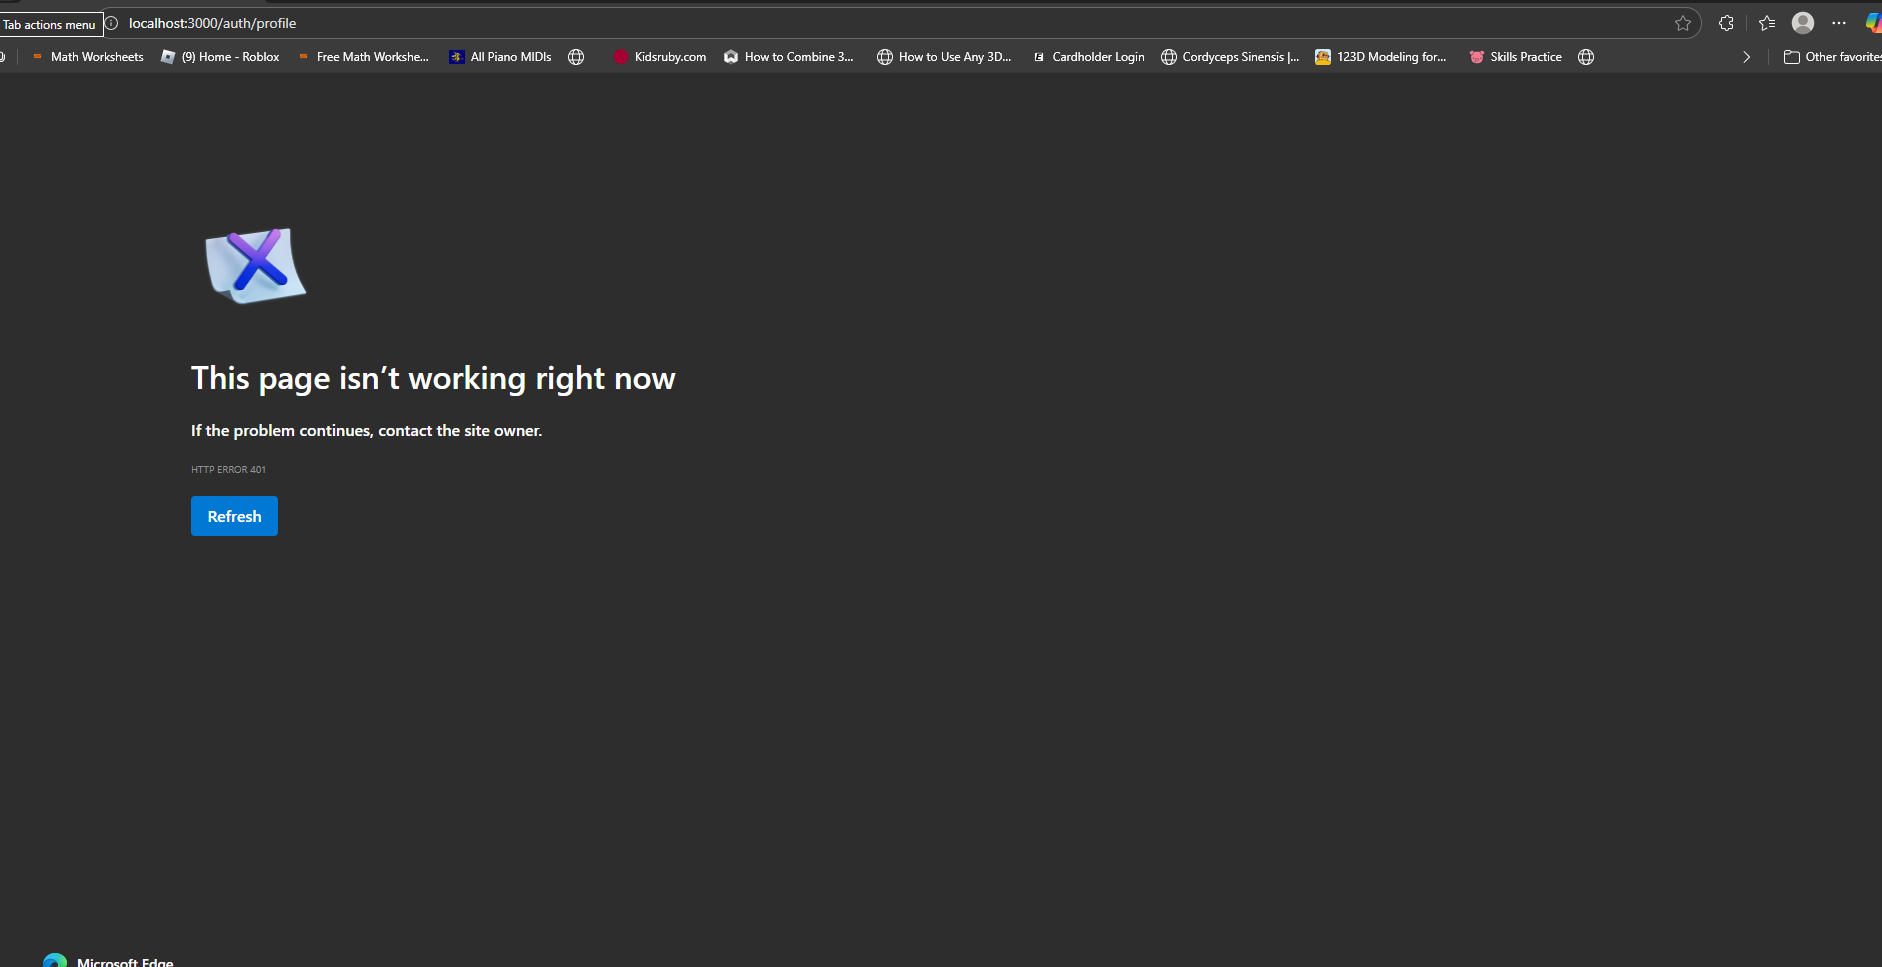 Tab actions menu
localhost:3000/auth/profile
Math Worksheets
(9) Home - Roblox
Free Math Workshe...
All Piano MIDIs
Kidsruby.com
How to Combine 3...
How to Use Any 3D...
Cardholder Login
Cordyceps Sinensis |...
123D Modeling for...
Skills Practice
Other favorites
This page isn’t working right now
If the problem continues, contact the site owner.
HTTP ERROR 401
Refresh
Microsoft Edge